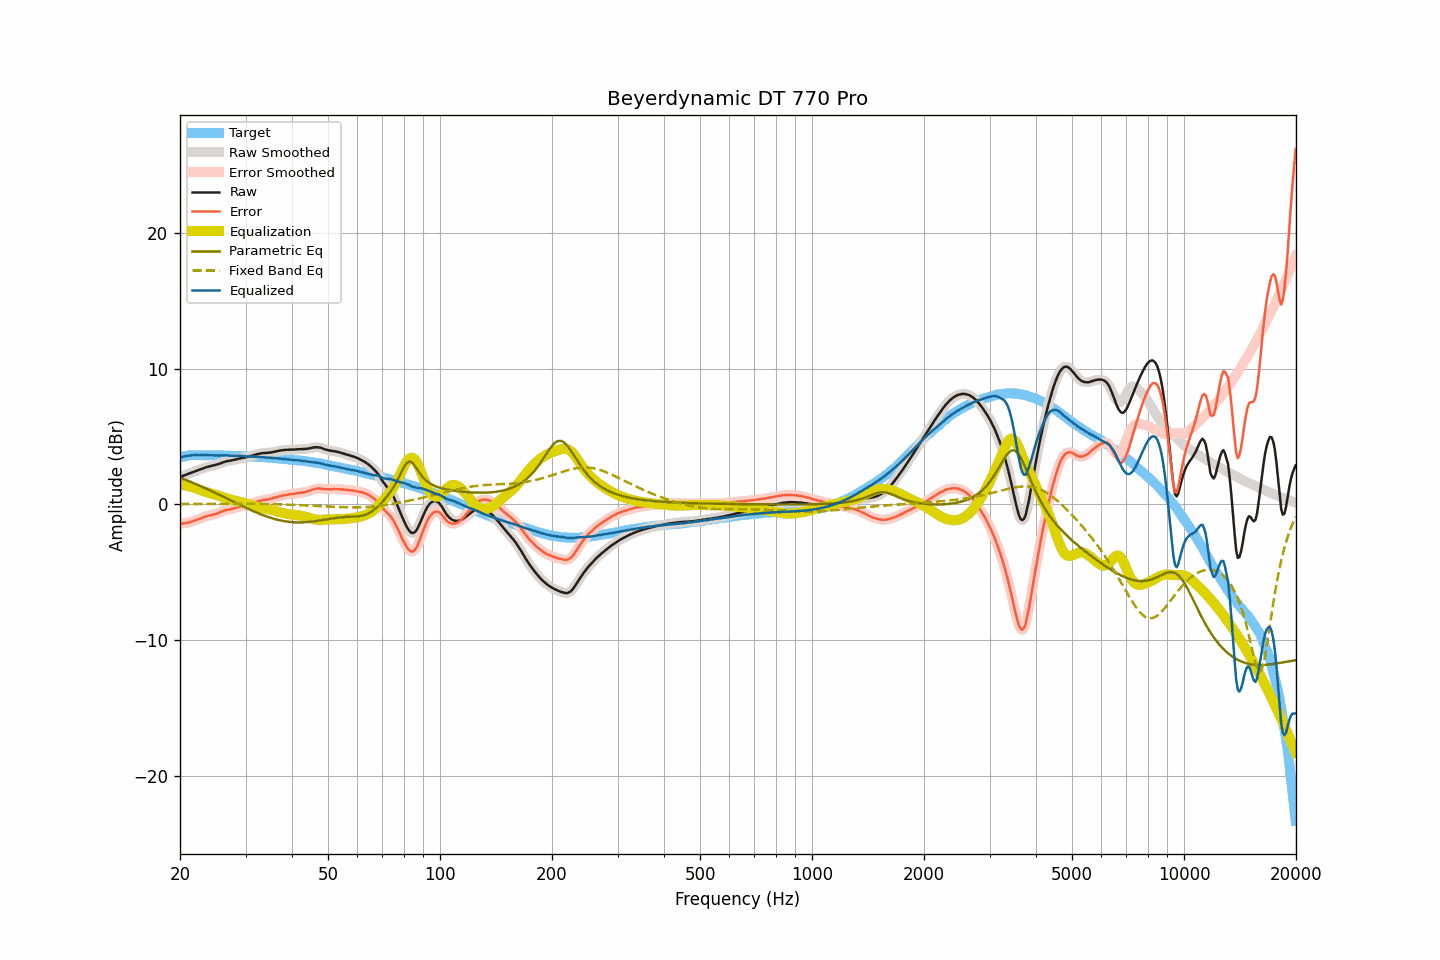 Beyerdynamic DT 770 Pro
Target
Raw Smoothed
Error Smoothed
Raw
Error
Equalization
Parametric Eq
Fixed Band Eq
Equalized
20
10
0
−10
−20
Amplitude (dBr)
20 50 100 200 500 1000 2000 5000 10000 20000
Frequency (Hz)